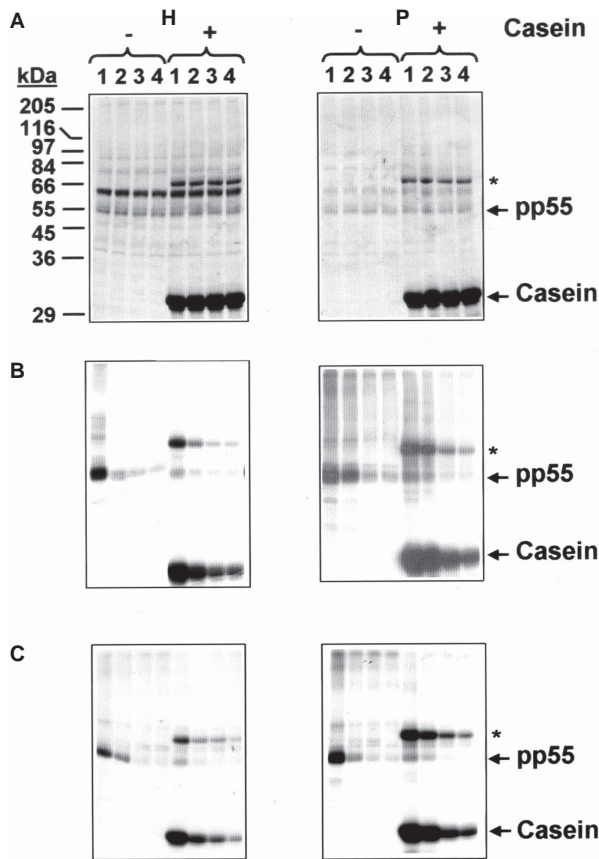 A H P
- + - + Casein
kDa 1 2 3 4 1 2 3 4 1 2 3 4 1 2 3 4
205
116
97
84
66 *
55 pp55
45
36
Casein
29
B
*
pp55
Casein
C
*
pp55
Casein